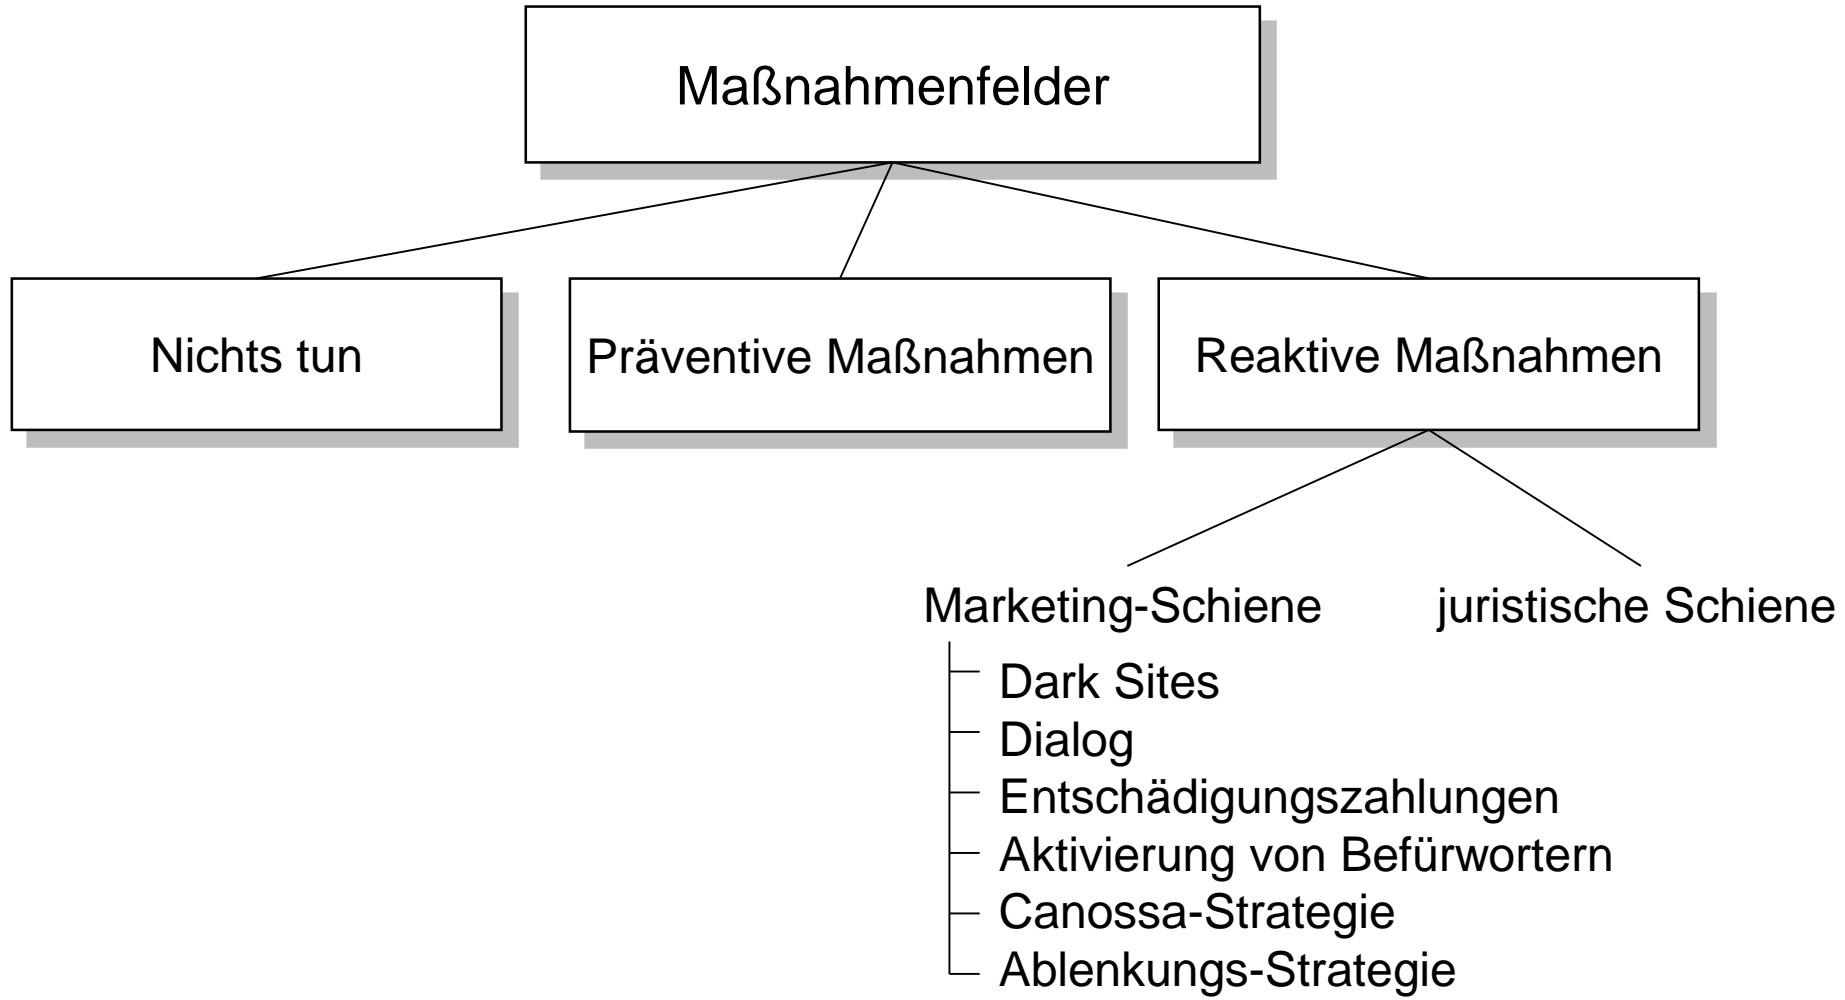 Maßnahmenfelder
Nichts tun
Präventive Maßnahmen
Reaktive Maßnahmen
Marketing-Schiene
juristische Schiene
Dark Sites
Dialog
Entschädigungszahlungen
Aktivierung von Befürwortern
Canossa-Strategie
Ablenkungs-Strategie